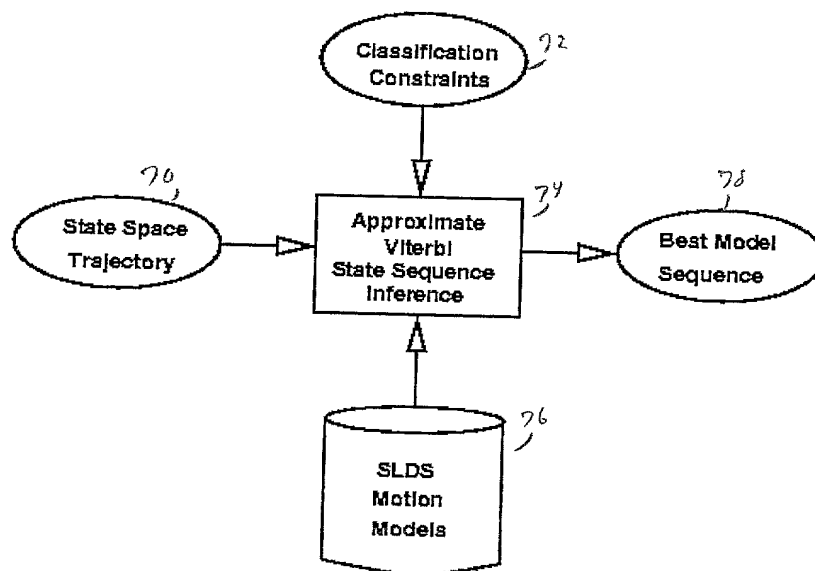 Classification
Constraints
72
70
State Space
Trajectory
74
Approximate
Viterbi
State Sequence
Inference
78
Best Model
Sequence
76
SLDS
Motion
Models